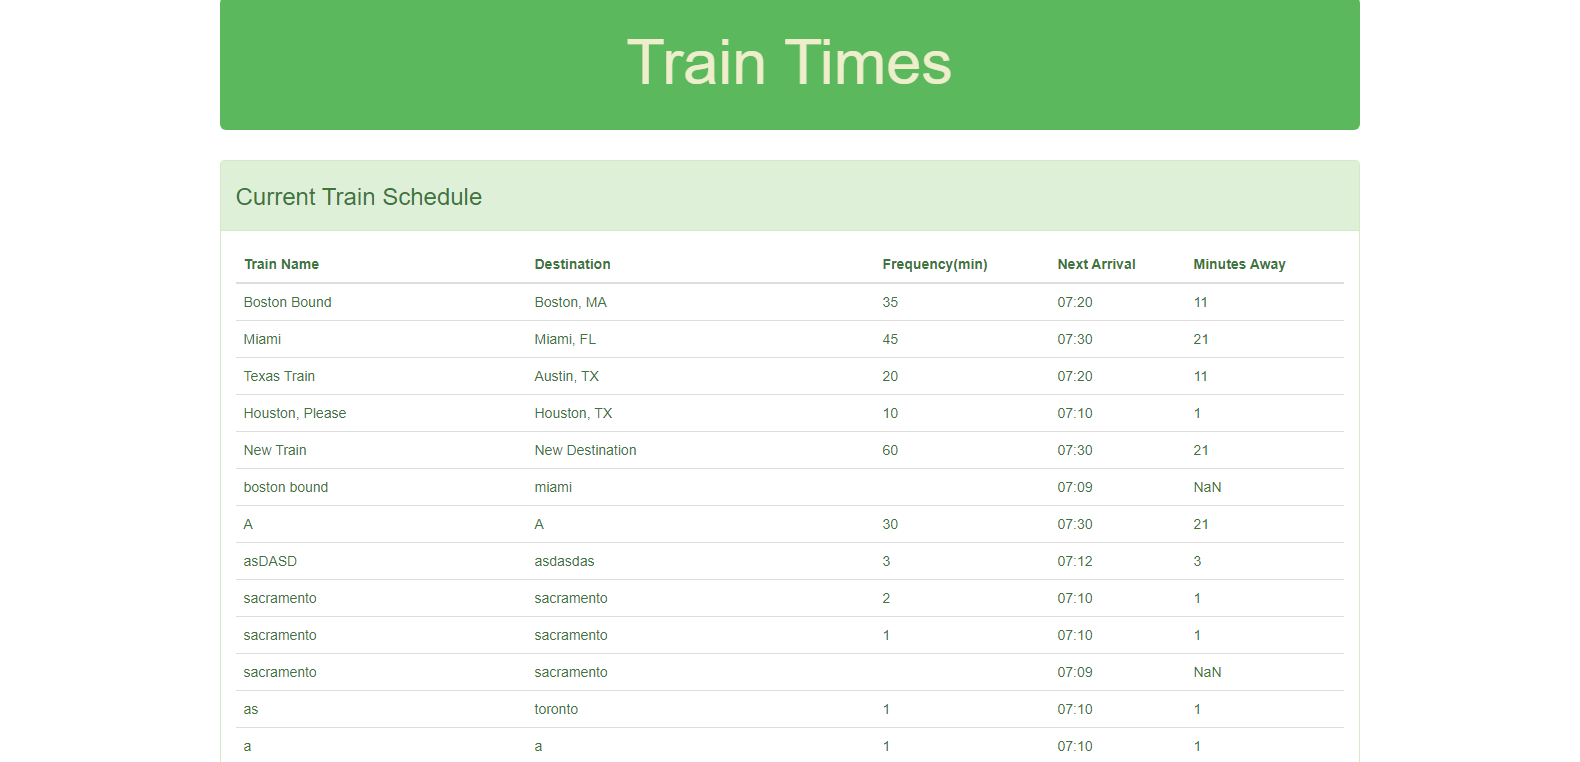 Train Times
Current Train Schedule
Train Name Destination Frequency(min) Next Arrival Minutes Away
Boston Bound Boston, MA 35 07:20 11
Miami Miami, FL 45 07:30 21
Texas Train Austin, TX 20 07:20 11
Houston, Please Houston, TX 10 07:10 1
New Train New Destination 60 07:30 21
boston bound miami 07:09 NaN
A A 30 07:30 21
asDASD asdasdas 3 07:12 3
sacramento sacramento 2 07:10 1
sacramento sacramento 1 07:10 1
sacramento sacramento 07:09 NaN
as toronto 1 07:10 1
a a 1 07:10 1